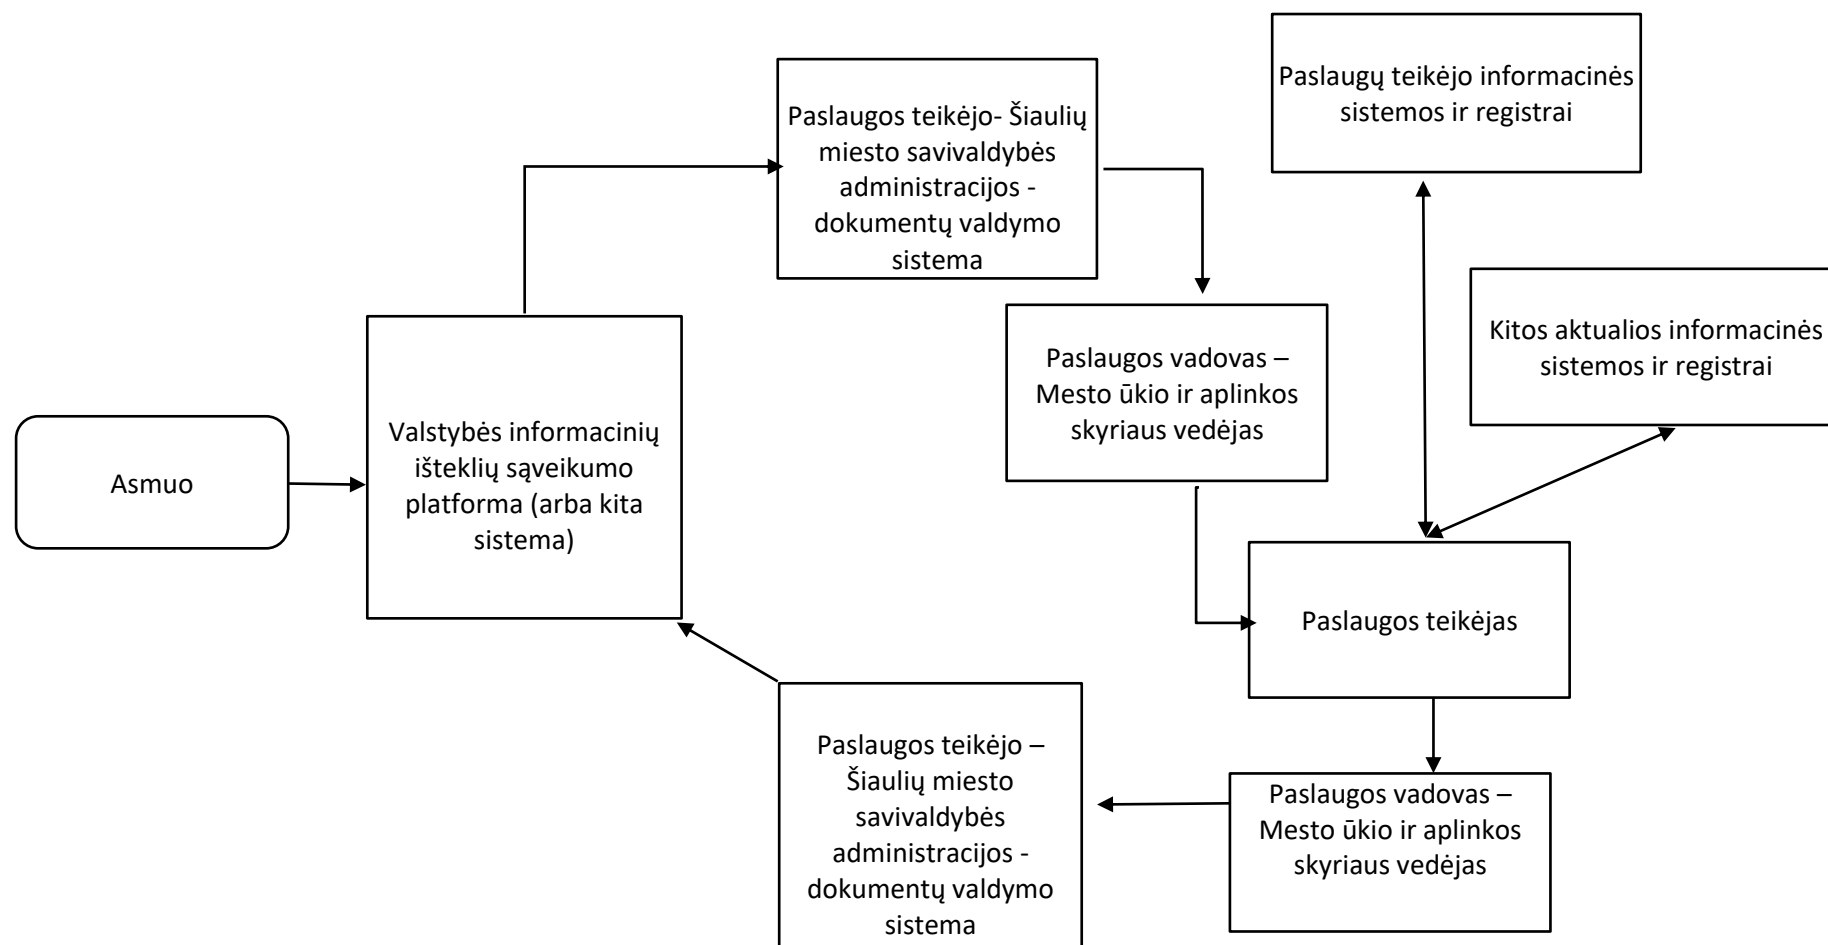 Paslaugų teikėjo informacinės
sistemos ir registrai
Paslaugos teikėjo- Šiaulių
miesto savivaldybės
administracijos -
dokumentų valdymo
sistema
Kitos aktualios informacinės
sistemos ir registrai
Paslaugos vadovas –
Mesto ūkio ir aplinkos
skyriaus vedėjas
Valstybės informacinių
išteklių sąveikumo
platforma (arba kita
sistema)
Asmuo
Paslaugos teikėjas
Paslaugos teikėjo –
Šiaulių miesto
savivaldybės
administracijos -
dokumentų valdymo
sistema
Paslaugos vadovas –
Mesto ūkio ir aplinkos
skyriaus vedėjas